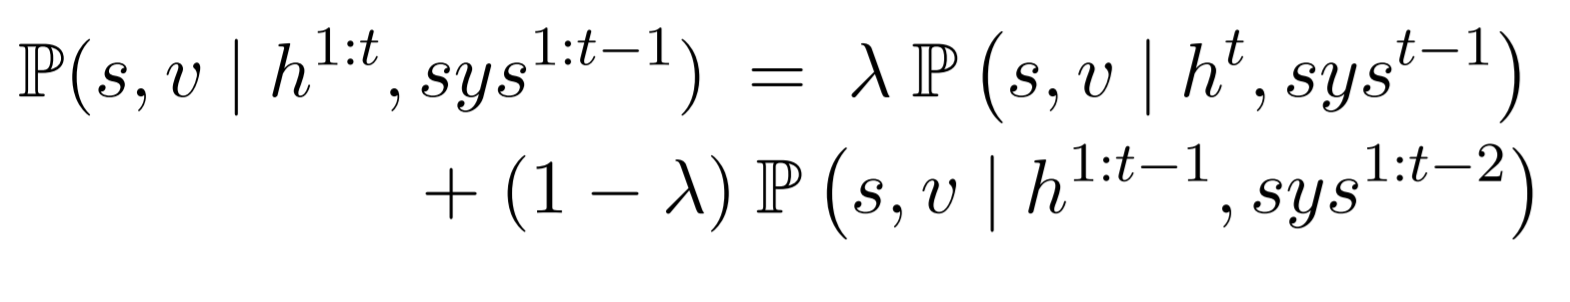 ℙ(s, v | h^{1:t}, sys^{1:t−1}) = λ ℙ (s, v | h^t, sys^{t−1})
+ (1 − λ) ℙ (s, v | h^{1:t−1}, sys^{1:t−2})